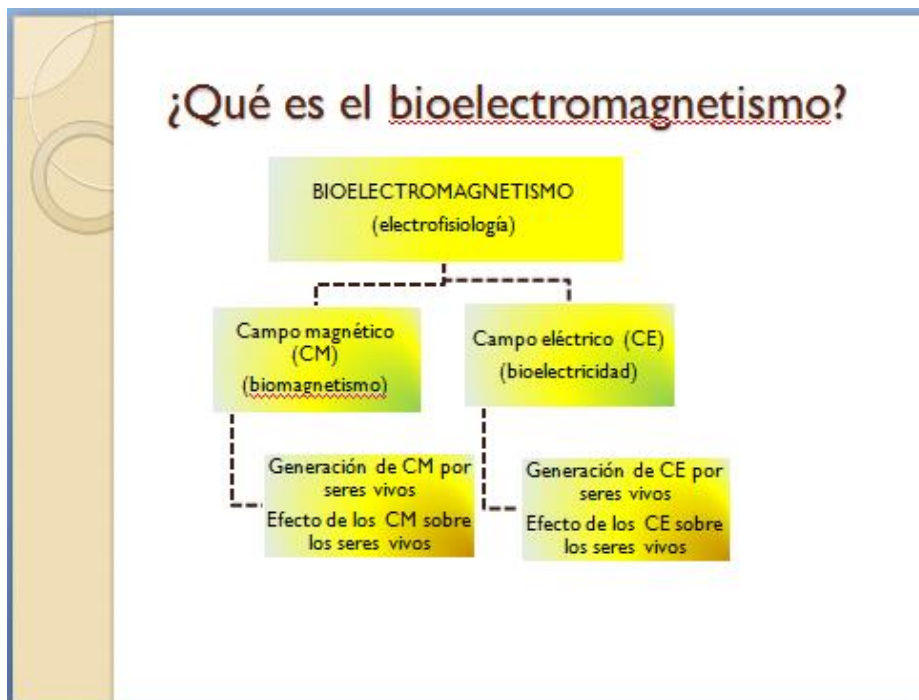 ¿Qué es el bioelectromagnetismo?
BIOELECTROMAGNETISMO
(electrofisiología)
Campo magnético
(CM)
(biomagnetismo)
Campo eléctrico (CE)
(bioelectricidad)
Generación de CM por
seres vivos
Efecto de los CM sobre
los seres vivos
Generación de CE por
seres vivos
Efecto de los CE sobre
los seres vivos